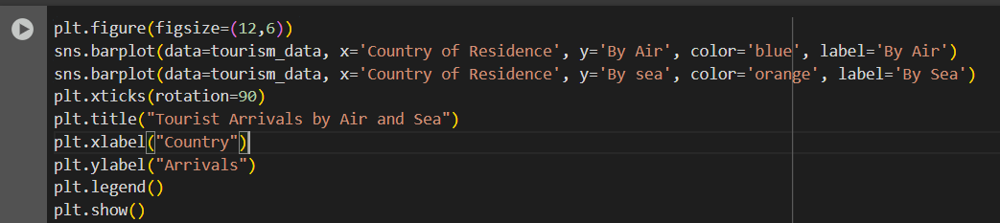 plt.figure(figsize=(12,6))
sns.barplot(data=tourism_data, x='Country of Residence', y='By Air', color='blue', label='By Air')
sns.barplot(data=tourism_data, x='Country of Residence', y='By sea', color='orange', label='By Sea')
plt.xticks(rotation=90)
plt.title("Tourist Arrivals by Air and Sea")
plt.xlabel("Country")
plt.ylabel("Arrivals")
plt.legend()
plt.show()